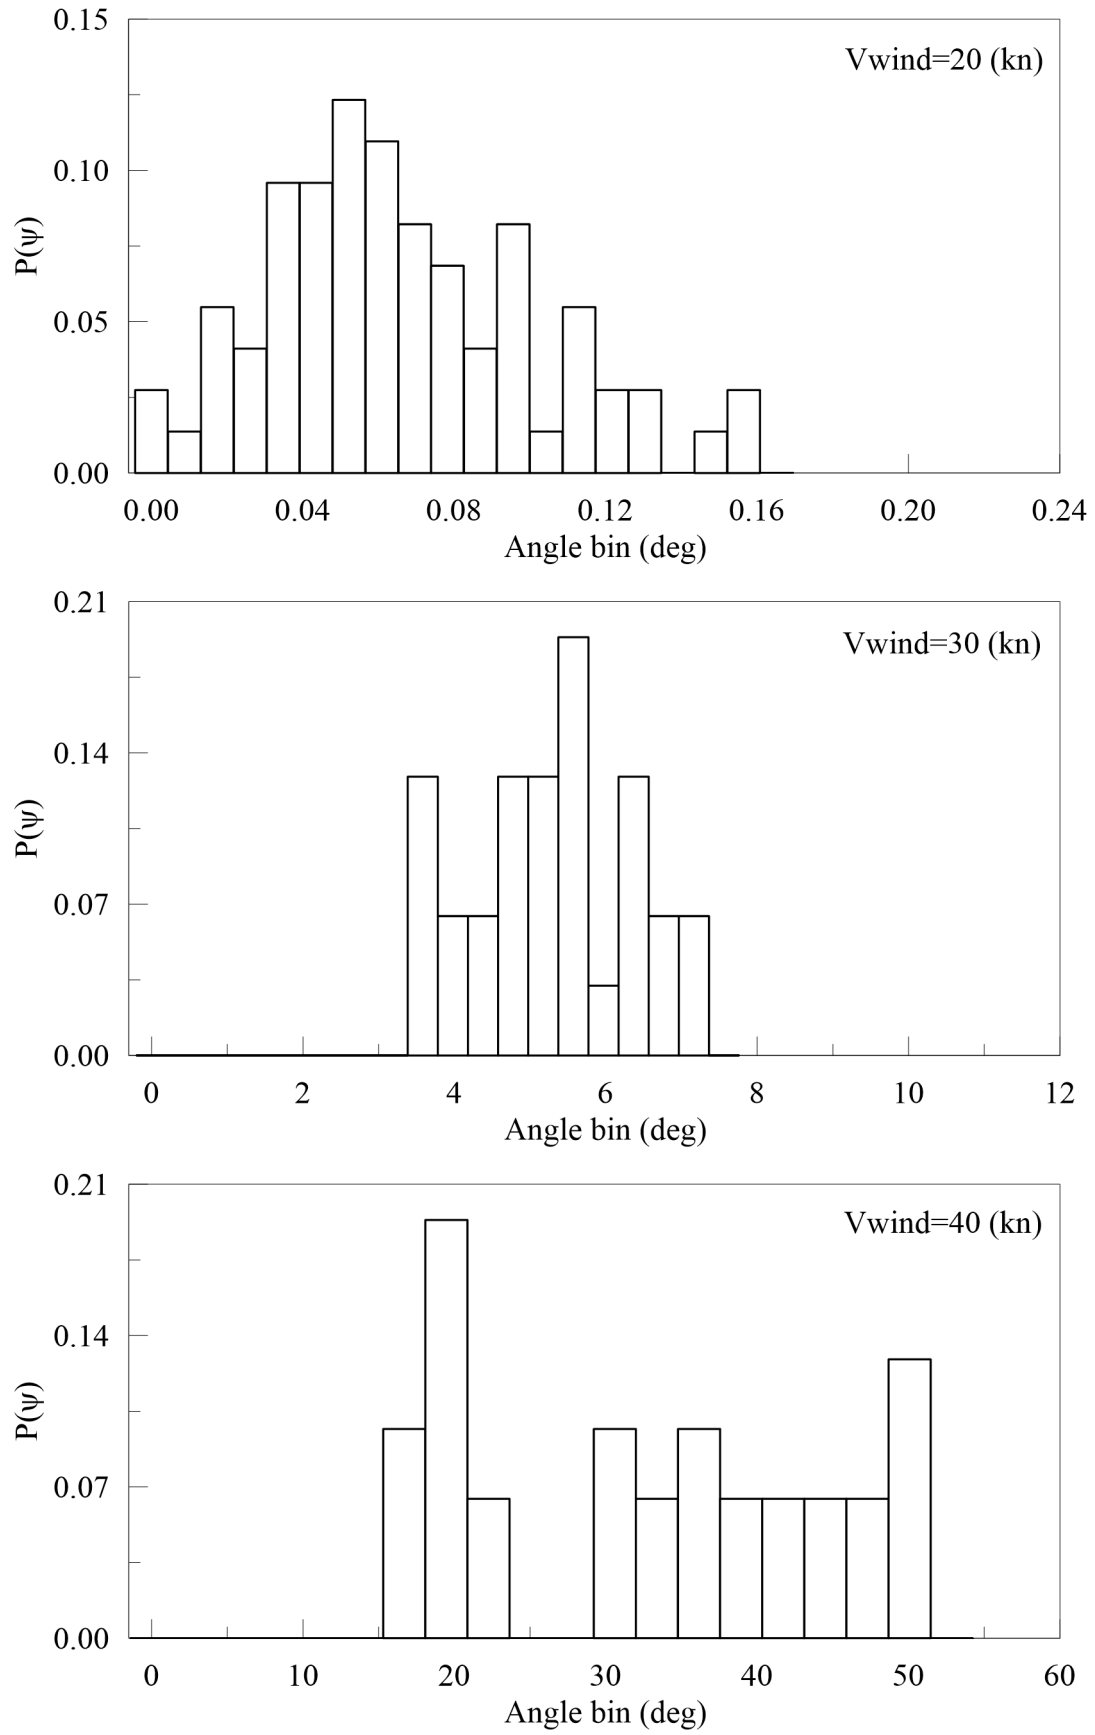 0.15
Vwind=20 (kn)
0.10
P(ψ)
0.05
0.00
0.00 0.04 0.08 0.12 0.16 0.20 0.24
Angle bin (deg)
0.21
Vwind=30 (kn)
0.14
P(ψ)
0.07
0.00
0 2 4 6 8 10 12
Angle bin (deg)
0.21
Vwind=40 (kn)
0.14
P(ψ)
0.07
0.00
0 10 20 30 40 50 60
Angle bin (deg)